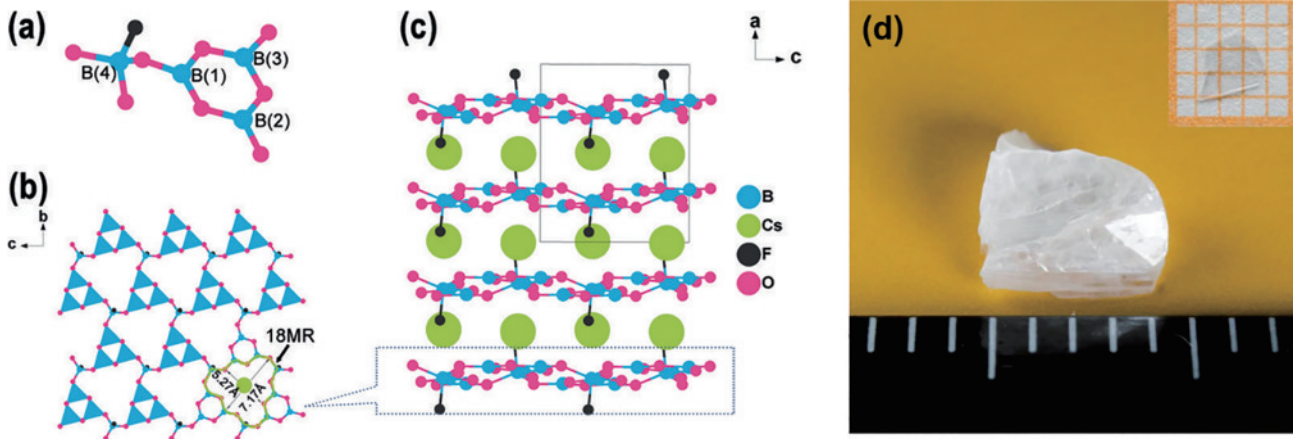 (a)
B(4)
B(1)
B(3)
B(2)
(b)
b
c
18MR
5.27Å
7.17Å
(c)
a
c
B
Cs
F
O
(d)